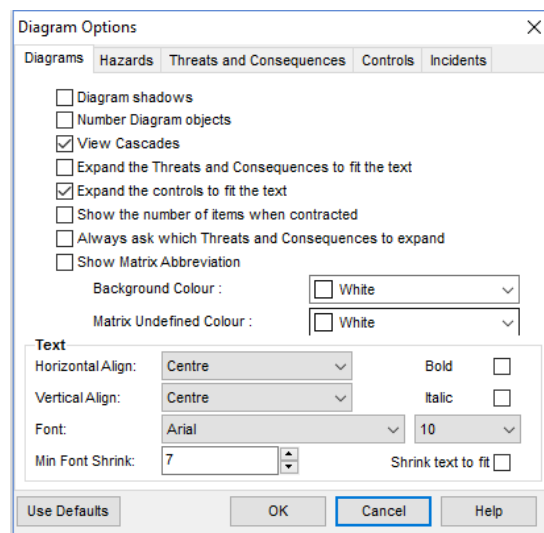 Diagram Options
Diagrams Hazards Threats and Consequences Controls Incidents
Diagram shadows
Number Diagram objects
View Cascades
Expand the Threats and Consequences to fit the text
Expand the controls to fit the text
Show the number of items when contracted
Always ask which Threats and Consequences to expand
Show Matrix Abbreviation
Background Colour : White
Matrix Undefined Colour : White
Text
Horizontal Align: Centre Bold
Vertical Align: Centre Italic
Font: Arial 10
Min Font Shrink: 7 Shrink text to fit
Use Defaults OK Cancel Help